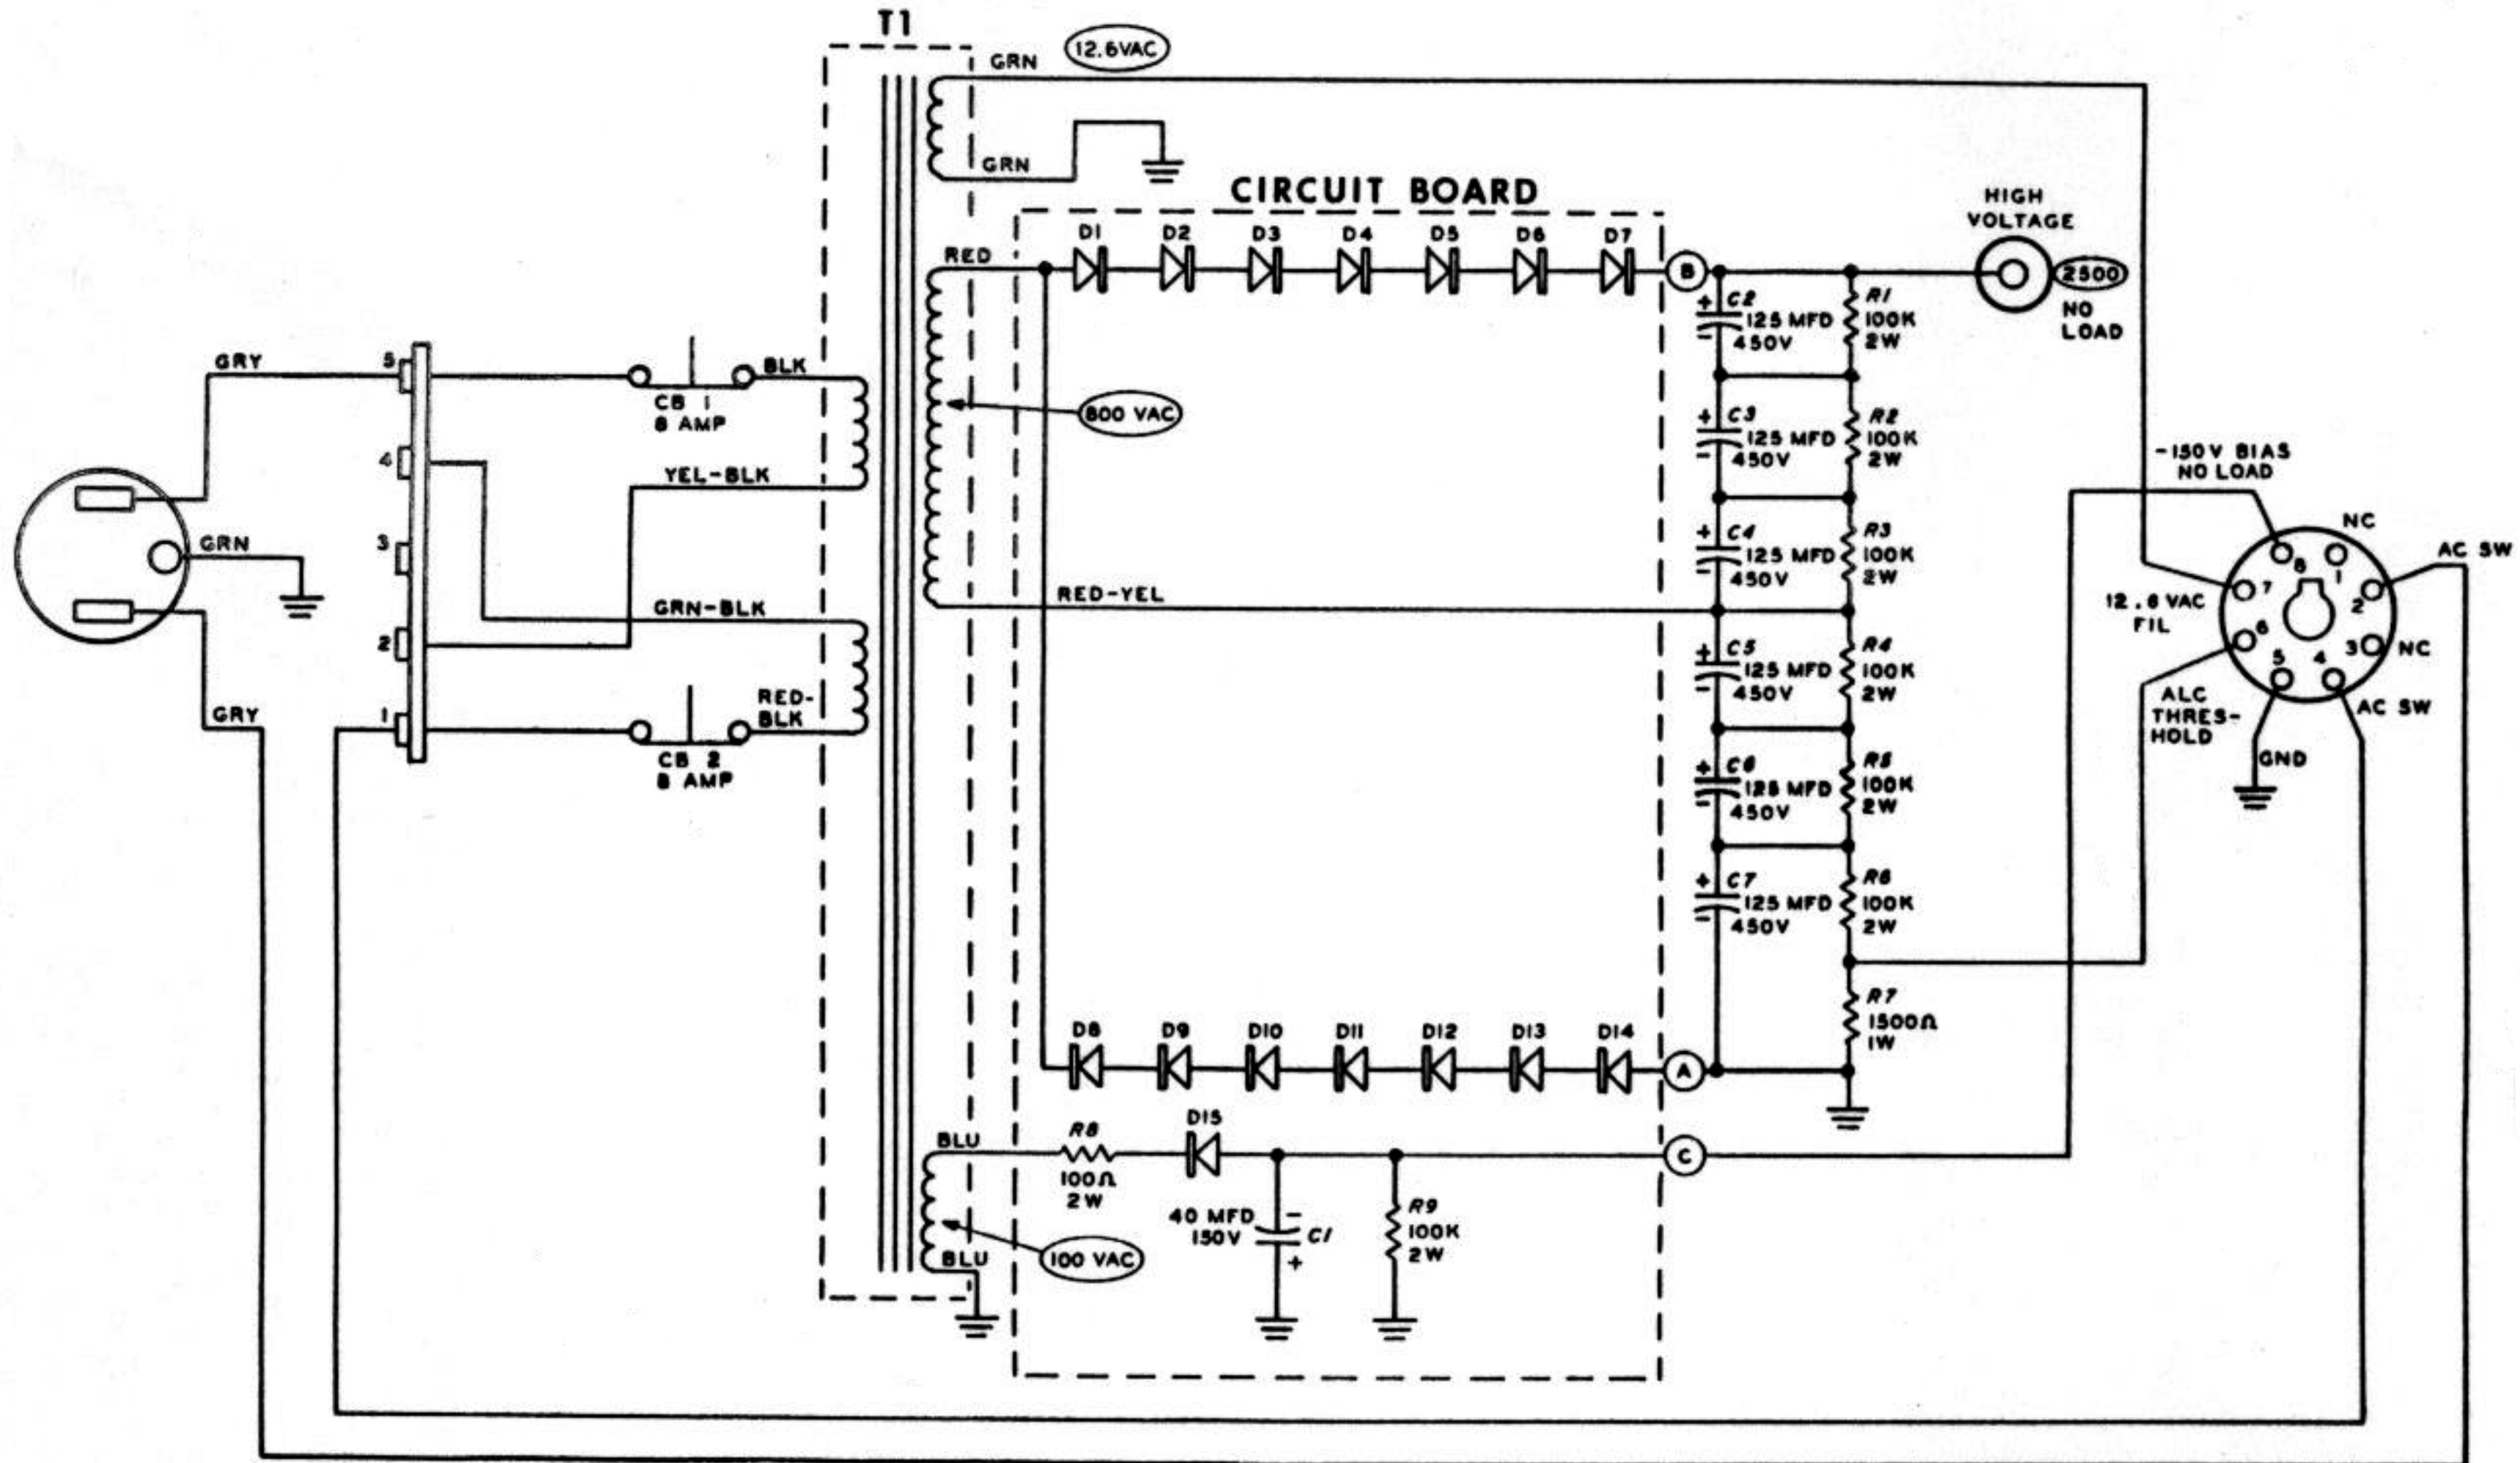 T1
12.6VAC
GRN
GRN
CIRCUIT BOARD
HIGH
VOLTAGE
2500
NO
LOAD
RED
D1
D2
D3
D4
D5
D6
D7
B
+ C2
125 MFD
- 450V
R1
100K
2W
GRY
5
CB 1
8 AMP
BLK
800 VAC
+ C3
125 MFD
- 450V
R2
100K
2W
4
YEL-BLK
-150V BIAS
NO LOAD
GRN
3
+ C4
125 MFD
- 450V
R3
100K
2W
NC
AC SW
8
1
7
2
12.6 VAC
FIL
6
3
NC
5
4
GRN-BLK
RED-YEL
2
+ C5
125 MFD
- 450V
R4
100K
2W
ALC
THRES-
HOLD
AC SW
GND
GRY
1
RED-
BLK
CB 2
8 AMP
+ C6
125 MFD
- 450V
R5
100K
2W
+ C7
125 MFD
- 450V
R6
100K
2W
R7
1500Ω
1W
D8
D9
D10
D11
D12
D13
D14
A
BLU
R8
100Ω
2W
D15
C
40 MFD
150V
-
+
C1
R9
100K
2W
100 VAC
BLU